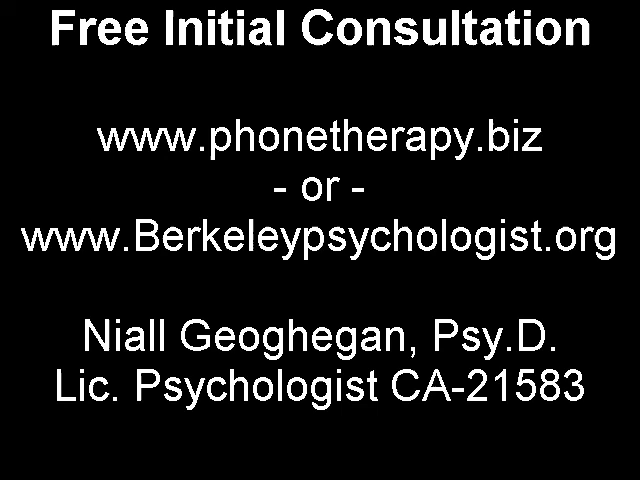 Free Initial Consultation
www.phonetherapy.biz
- or -
www.Berkeleypsychologist.org
Niall Geoghegan, Psy.D.
Lic. Psychologist CA-21583